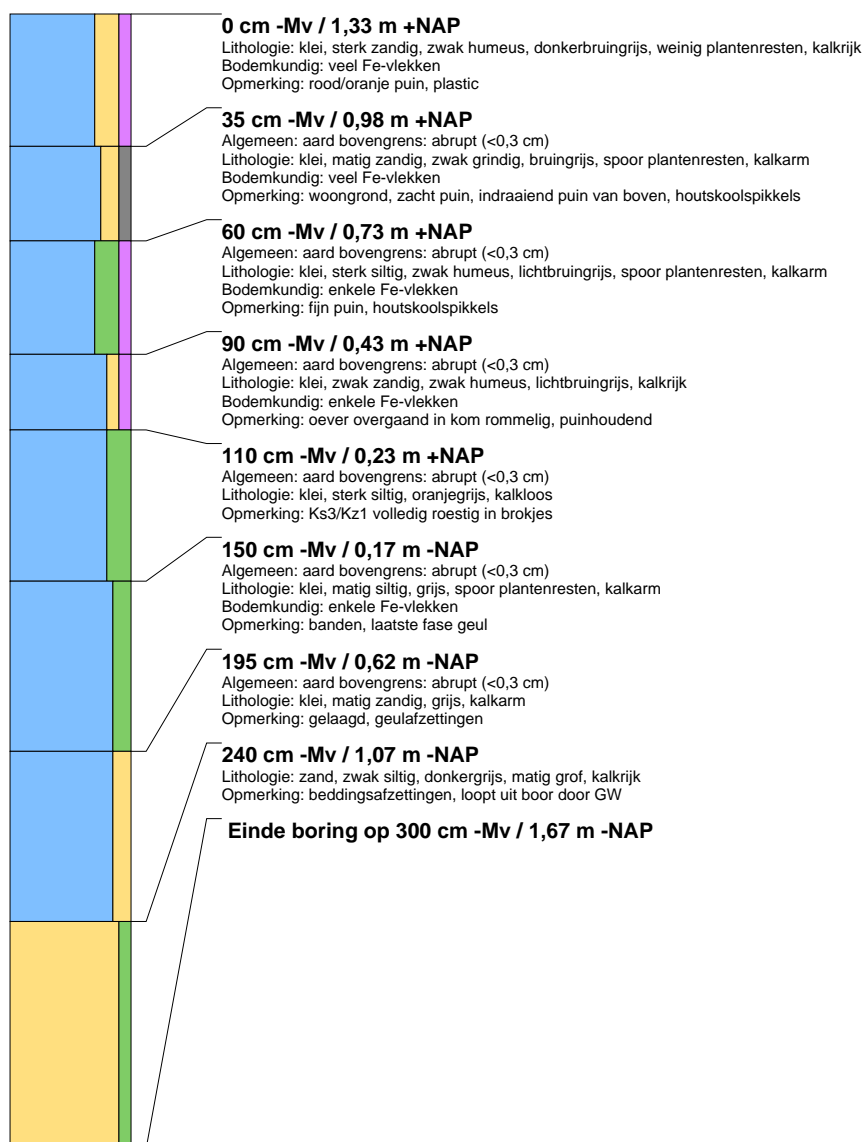 0 cm -Mv / 1,33 m +NAP
Lithologie: klei, sterk zandig, zwak humeus, donkerbruingrijs, weinig plantenresten, kalkrijk
Bodemkundig: veel Fe-vlekken
Opmerking: rood/oranje puin, plastic
35 cm -Mv / 0,98 m +NAP
Algemeen: aard bovengrens: abrupt (<0,3 cm)
Lithologie: klei, matig zandig, zwak grindig, bruingrijs, spoor plantenresten, kalkarm
Bodemkundig: veel Fe-vlekken
Opmerking: woongrond, zacht puin, indraaiend puin van boven, houtskoolspikkels
60 cm -Mv / 0,73 m +NAP
Algemeen: aard bovengrens: abrupt (<0,3 cm)
Lithologie: klei, sterk siltig, zwak humeus, lichtbruingrijs, spoor plantenresten, kalkarm
Bodemkundig: enkele Fe-vlekken
Opmerking: fijn puin, houtskoolspikkels
90 cm -Mv / 0,43 m +NAP
Algemeen: aard bovengrens: abrupt (<0,3 cm)
Lithologie: klei, zwak zandig, zwak humeus, lichtbruingrijs, kalkrijk
Bodemkundig: enkele Fe-vlekken
Opmerking: oever overgaand in kom rommelig, puinhoudend
110 cm -Mv / 0,23 m +NAP
Algemeen: aard bovengrens: abrupt (<0,3 cm)
Lithologie: klei, sterk siltig, oranjegrijs, kalkloos
Opmerking: Ks3/Kz1 volledig roestig in brokjes
150 cm -Mv / 0,17 m -NAP
Algemeen: aard bovengrens: abrupt (<0,3 cm)
Lithologie: klei, matig siltig, grijs, spoor plantenresten, kalkarm
Bodemkundig: enkele Fe-vlekken
Opmerking: banden, laatste fase geul
195 cm -Mv / 0,62 m -NAP
Algemeen: aard bovengrens: abrupt (<0,3 cm)
Lithologie: klei, matig zandig, grijs, kalkarm
Opmerking: gelaagd, geulafzettingen
240 cm -Mv / 1,07 m -NAP
Lithologie: zand, zwak siltig, donkergrijs, matig grof, kalkrijk
Opmerking: beddingsafzettingen, loopt uit boor door GW
Einde boring op 300 cm -Mv / 1,67 m -NAP